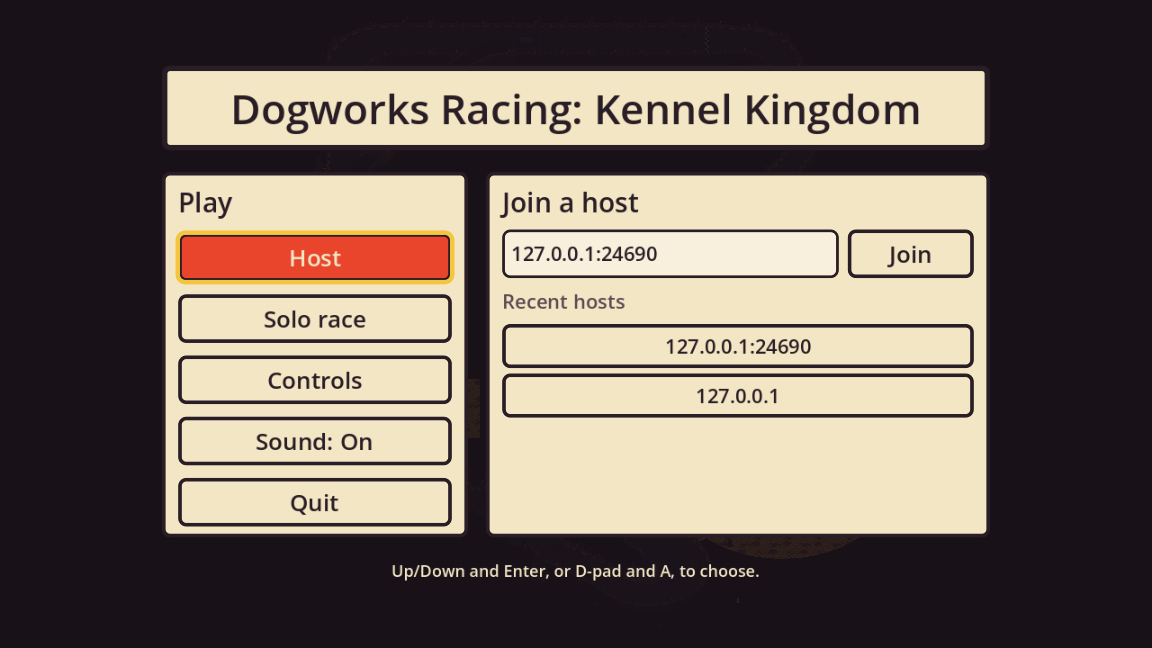 Dogworks Racing: Kennel Kingdom
Play
Host
Solo race
Controls
Sound: On
Quit
Join a host
127.0.0.1:24690
Join
Recent hosts
127.0.0.1:24690
127.0.0.1
Up/Down and Enter, or D-pad and A, to choose.